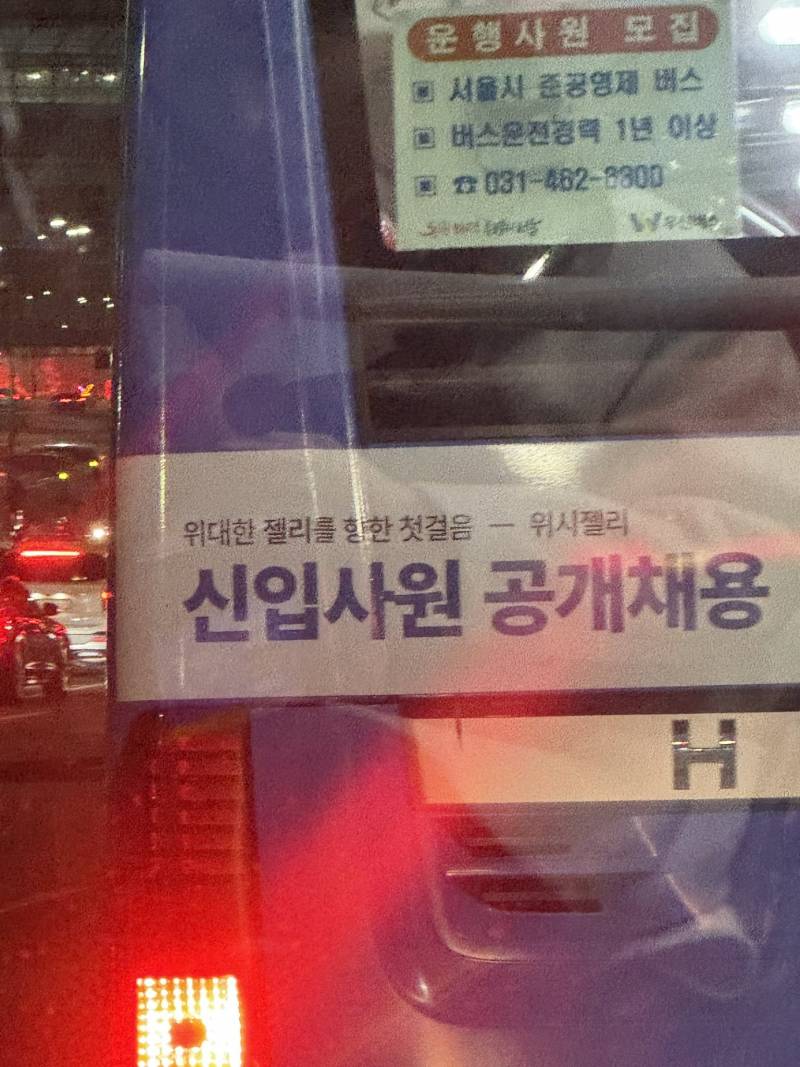 운행사원 모집
▣ 서울시 준공영제 버스
▣ 버스운전경력 1년 이상
▣ ☎ 031-462-8300
위대한 젤리를 향한 첫걸음 — 위시젤리
신입사원 공개채용
H